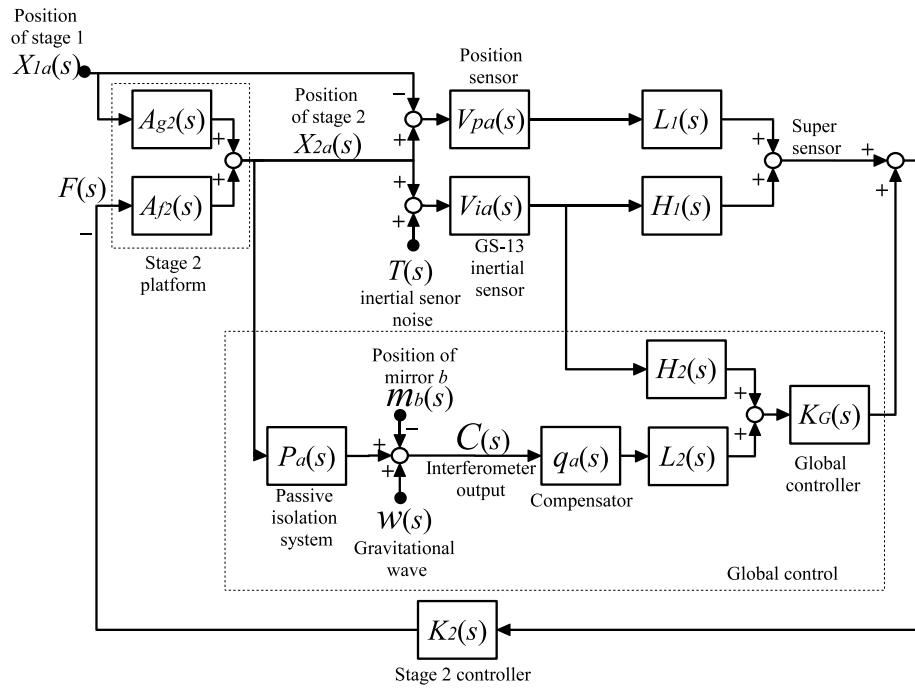 Position
of stage 1
X1a(s)
Ag2(s)
+
+
Af2(s)
F(s)
−
Stage 2
platform
Position
of stage 2
X2a(s)
−
+
+
+
Position
sensor
Vpa(s)
Via(s)
GS-13
inertial
sensor
T(s)
inertial senor
noise
L1(s)
H1(s)
+
+
Super
sensor
+
+
Position of
mirror b
mb(s)
−
+
+
Pa(s)
Passive
isolation
system
w(s)
Gravitational
wave
C(s)
Interferometer
output
qa(s)
Compensator
H2(s)
L2(s)
+
+
KG(s)
Global
controller
Global control
K2(s)
Stage 2 controller